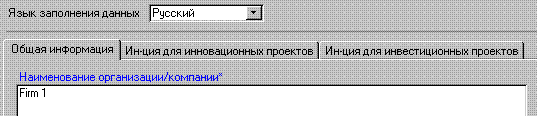 Язык заполнения данных Русский
Общая информация Ин-ция для инновационных проектов Ин-ция для инвестиционных проектов
Наименование организации/компании*
Firm 1